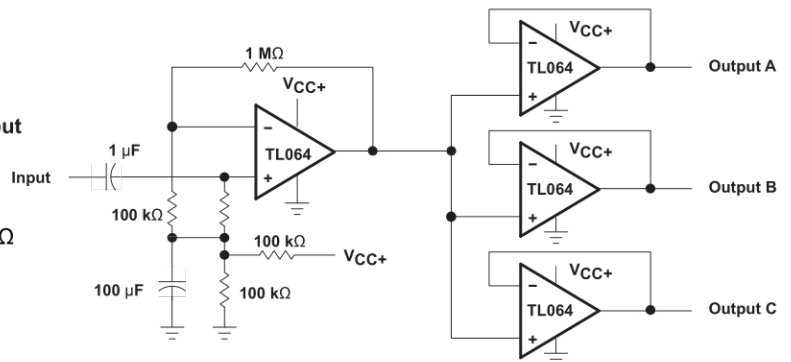 VCC+
TL064
Output A
1 MΩ
VCC+
TL064
1 µF
Input
100 kΩ
100 kΩ
VCC+
100 kΩ
100 µF
VCC+
TL064
Output B
VCC+
TL064
Output C
out
Ω